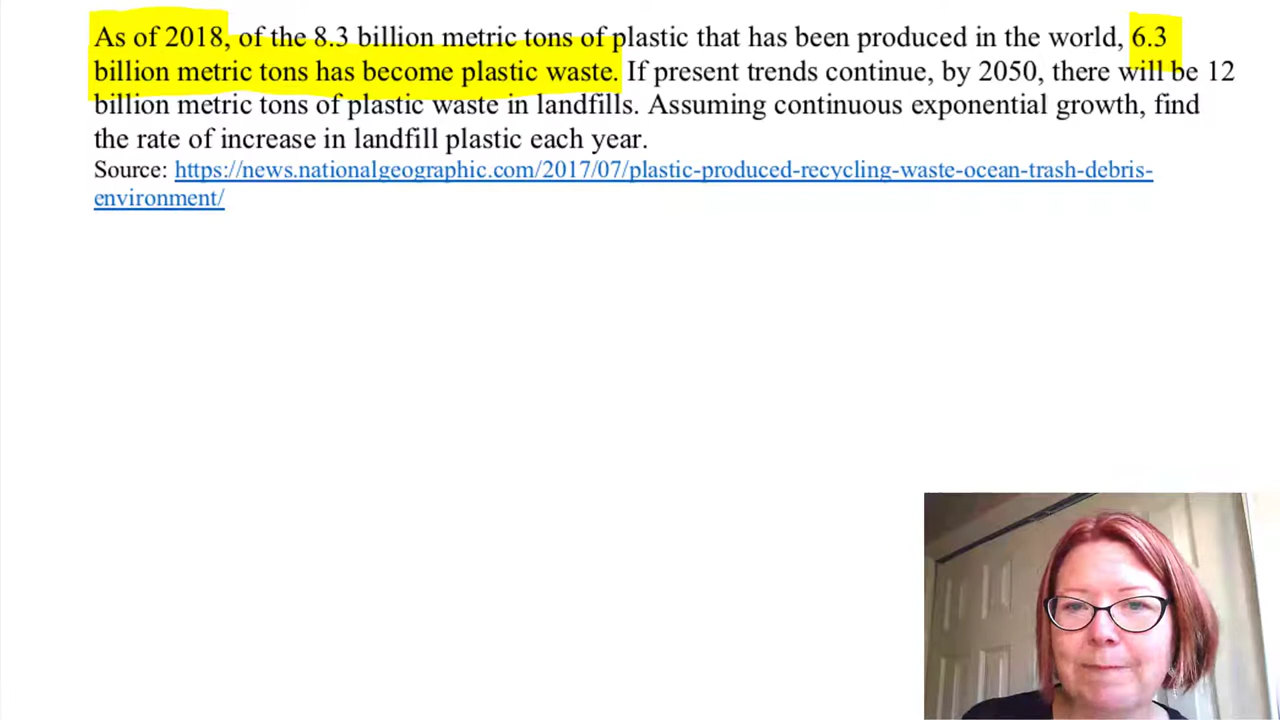 As of 2018, of the 8.3 billion metric tons of plastic that has been produced in the world, 6.3
billion metric tons has become plastic waste. If present trends continue, by 2050, there will be 12
billion metric tons of plastic waste in landfills. Assuming continuous exponential growth, find
the rate of increase in landfill plastic each year.
Source: https://news.nationalgeographic.com/2017/07/plastic-produced-recycling-waste-ocean-trash-debris-
environment/